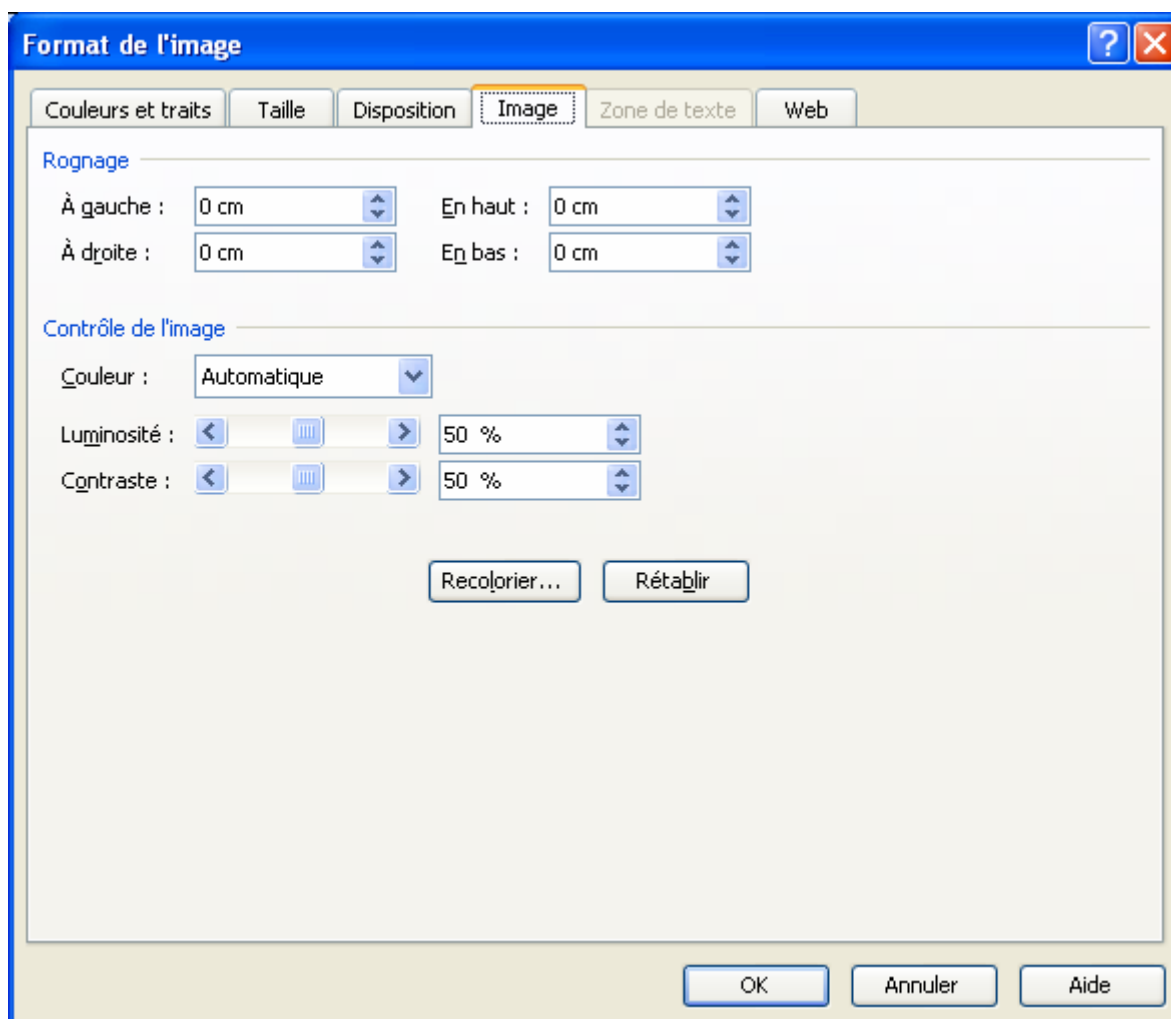 Format de l'image
?
Couleurs et traits Taille Disposition Image Zone de texte Web
Rognage
À gauche : 0 cm En haut : 0 cm
À droite : 0 cm En bas : 0 cm
Contrôle de l'image
Couleur : Automatique
Luminosité : 50 %
Contraste : 50 %
Recolorier... Rétablir
OK Annuler Aide